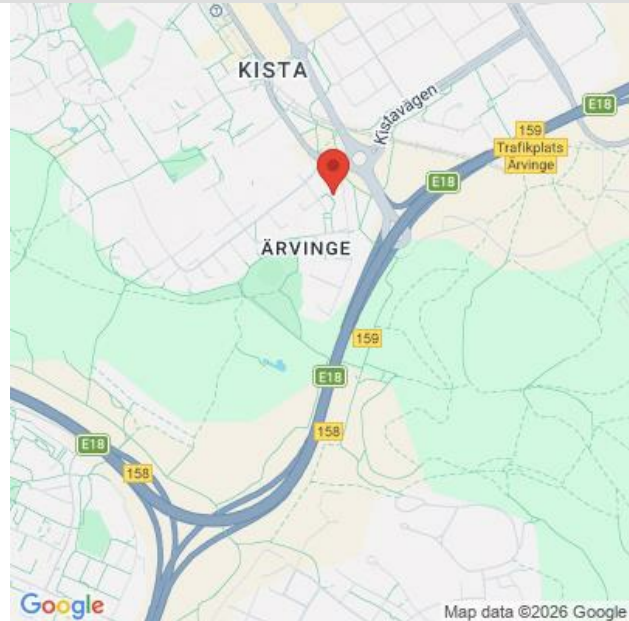 KISTA
Kistavägen
E18
159
Trafikplats
Ärvinge
E18
ÄRVINGE
159
E18
158
E18
158
Google
Map data ©2026 Google